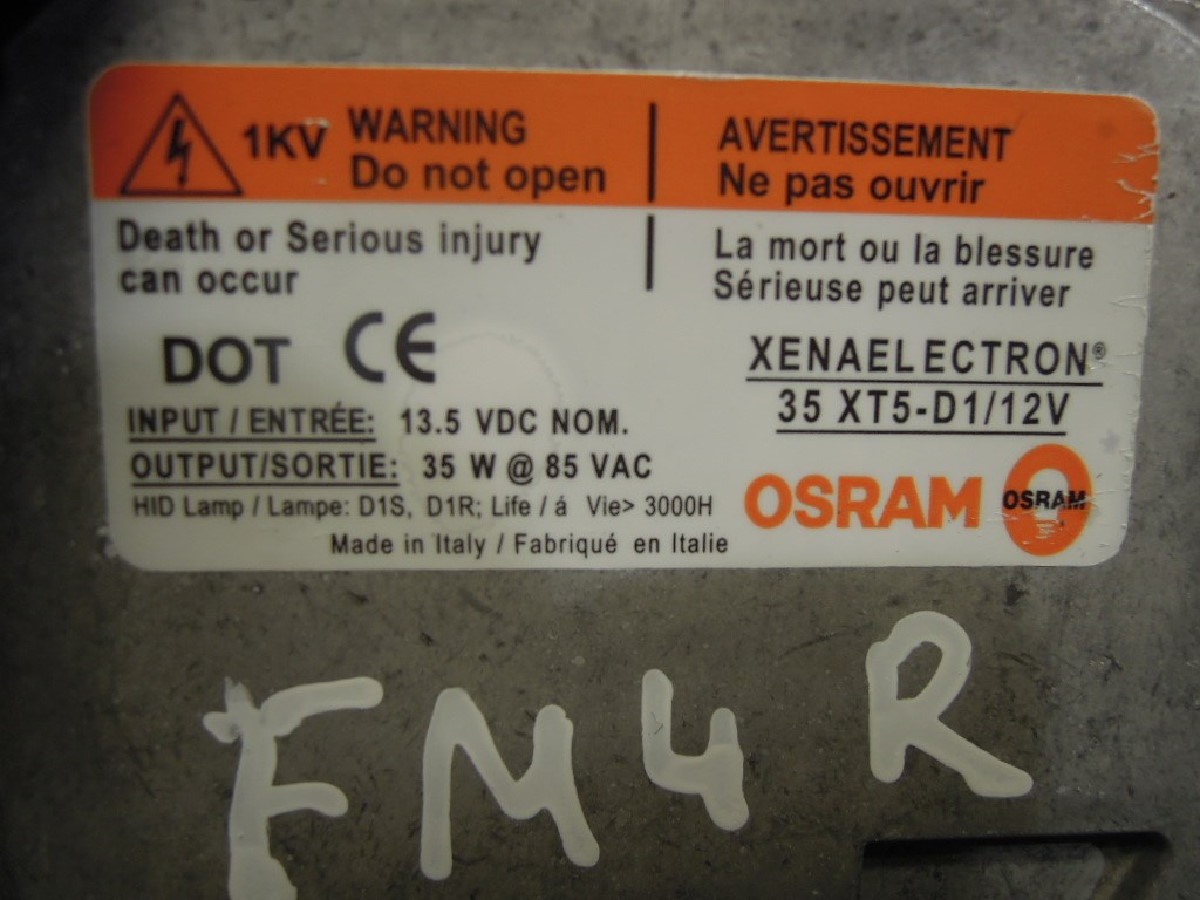 1KV WARNING
Do not open
AVERTISSEMENT
Ne pas ouvrir
Death or Serious injury
can occur
La mort ou la blessure
Sérieuse peut arriver
DOT CE
XENAELECTRON®
35 XT5-D1/12V
INPUT / ENTRÉE: 13.5 VDC NOM.
OUTPUT/SORTIE: 35 W @ 85 VAC
HID Lamp / Lampe: D1S, D1R; Life / á Vie> 3000H
Made in Italy / Fabriqué en Italie
OSRAM OSRAM
FM4 R